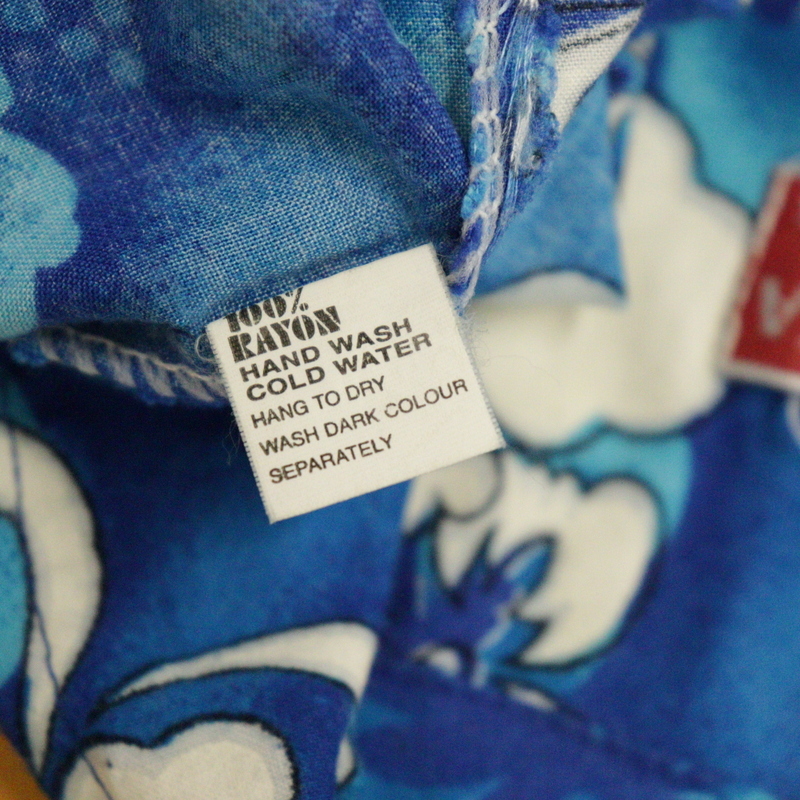 100%
RAYON
HAND WASH
COLD WATER
HANG TO DRY
WASH DARK COLOUR
SEPARATELY